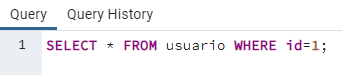 Query Query History
1 SELECT * FROM usuario WHERE id=1;